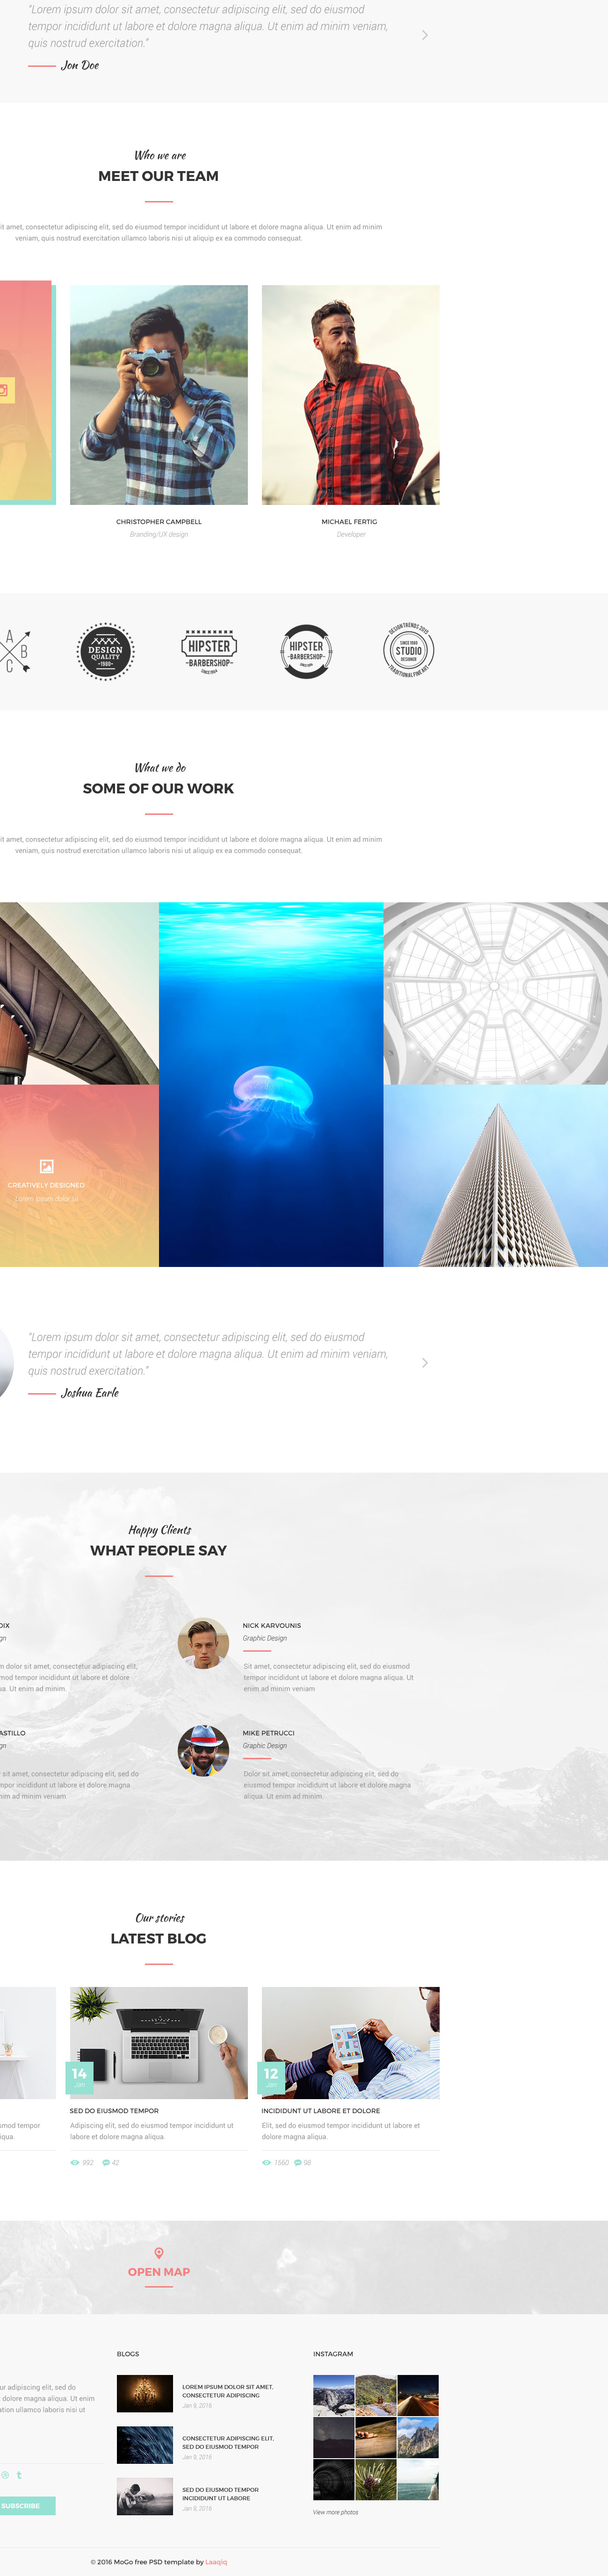 “Lorem ipsum dolor sit amet, consectetur adipiscing elit, sed do eiusmod
tempor incididunt ut labore et dolore magna aliqua. Ut enim ad minim veniam,
quis nostrud exercitation.”
Jon Doe
Who we are
MEET OUR TEAM
sit amet, consectetur adipiscing elit, sed do eiusmod tempor incididunt ut labore et dolore magna aliqua. Ut enim ad minim
veniam, quis nostrud exercitation ullamco laboris nisi ut aliquip ex ea commodo consequat.
CHRISTOPHER CAMPBELL
Branding/UX design
MICHAEL FERTIG
Developer
A
B
C
DESIGN
QUALITY
1980
HIPSTER
BARBERSHOP
SINCE 1984
HIPSTER
BARBERSHOP
SINCE 1984
DESIGN TRENDS 2015
SINCE 1989
STUDIO
DESIGNER
TRADITIONAL FINE ART
What we do
SOME OF OUR WORK
sit amet, consectetur adipiscing elit, sed do eiusmod tempor incididunt ut labore et dolore magna aliqua. Ut enim ad minim
veniam, quis nostrud exercitation ullamco laboris nisi ut aliquip ex ea commodo consequat.
CREATIVELY DESIGNED
Lorem ipsum dolor sit
“Lorem ipsum dolor sit amet, consectetur adipiscing elit, sed do eiusmod
tempor incididunt ut labore et dolore magna aliqua. Ut enim ad minim veniam,
quis nostrud exercitation.”
Joshua Earle
Happy Clients
WHAT PEOPLE SAY
dolor sit amet, consectetur adipiscing elit,
mod tempor incididunt ut labore et dolore
Ut enim ad minim.
NICK KARVOUNIS
Graphic Design
Sit amet, consectetur adipiscing elit, sed do eiusmod
tempor incididunt ut labore et dolore magna aliqua. Ut
enim ad minim veniam
sit amet, consectetur adipiscing elit, sed do
incididunt ut labore et dolore magna
ad minim veniam
MIKE PETRUCCI
Graphic Design
Dolor sit amet, consectetur adipiscing elit, sed do
eiusmod tempor incididunt ut labore et dolore magna
aliqua. Ut enim ad minim.
Our stories
LATEST BLOG
smod tempor
14
Jan
SED DO EIUSMOD TEMPOR
Adipiscing elit, sed do eiusmod tempor incididunt ut
labore et dolore magna aliqua.
992 42
12
Jan
INCIDIDUNT UT LABORE ET DOLORE
Elit, sed do eiusmod tempor incididunt ut labore et
dolore magna aliqua.
1560 98
OPEN MAP
ur adipiscing elit, sed do
dolore magna aliqua. Ut enim
ation ullamco laboris nisi ut
SUBSCRIBE
BLOGS
LOREM IPSUM DOLOR SIT AMET,
CONSECTETUR ADIPISCING
Jan 9, 2016
CONSECTETUR ADIPISCING ELIT,
SED DO EIUSMOD TEMPOR
Jan 9, 2016
SED DO EIUSMOD TEMPOR
INCIDIDUNT UT LABORE
Jan 9, 2016
INSTAGRAM
View more photos
© 2016 MoGo free PSD template by Laaqiq